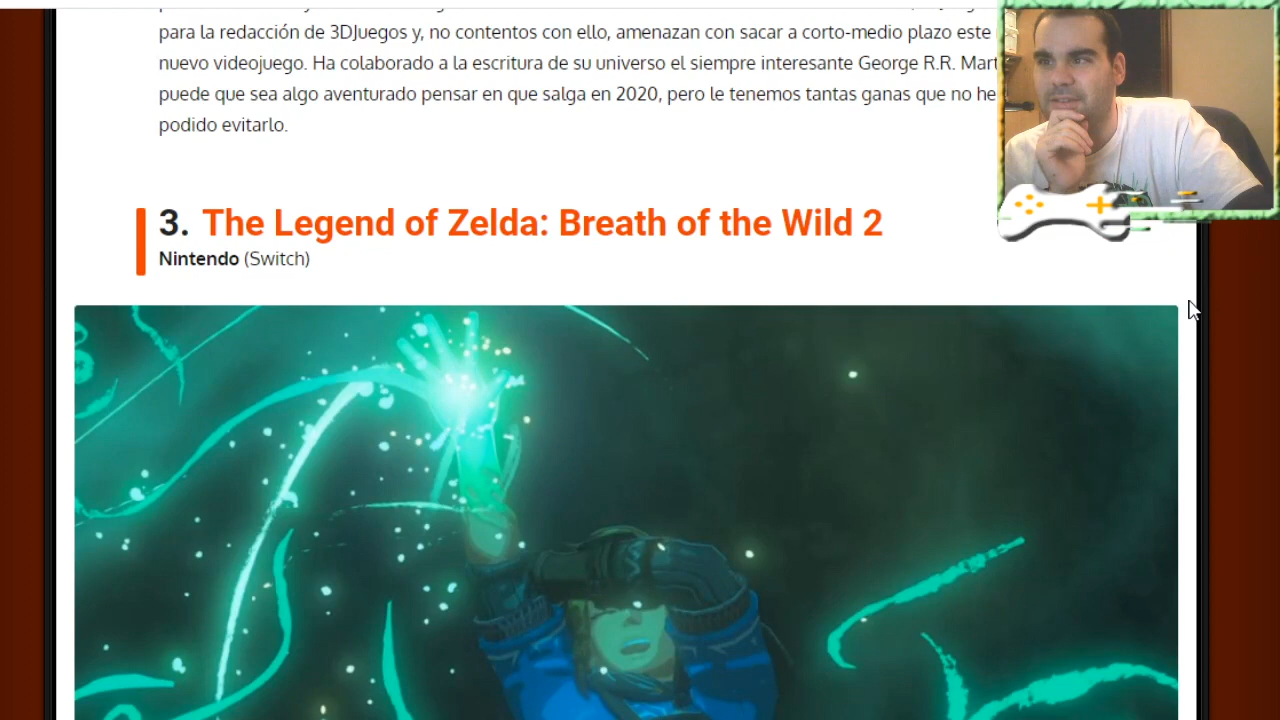 para la redacción de 3DJuegos y, no contentos con ello, amenazan con sacar a corto-medio plazo este
nuevo videojuego. Ha colaborado a la escritura de su universo el siempre interesante George R.R.
puede que sea algo aventurado pensar en que salga en 2020, pero le tenemos tantas ganas que no he
podido evitarlo.
3. The Legend of Zelda: Breath of the Wild 2
Nintendo (Switch)